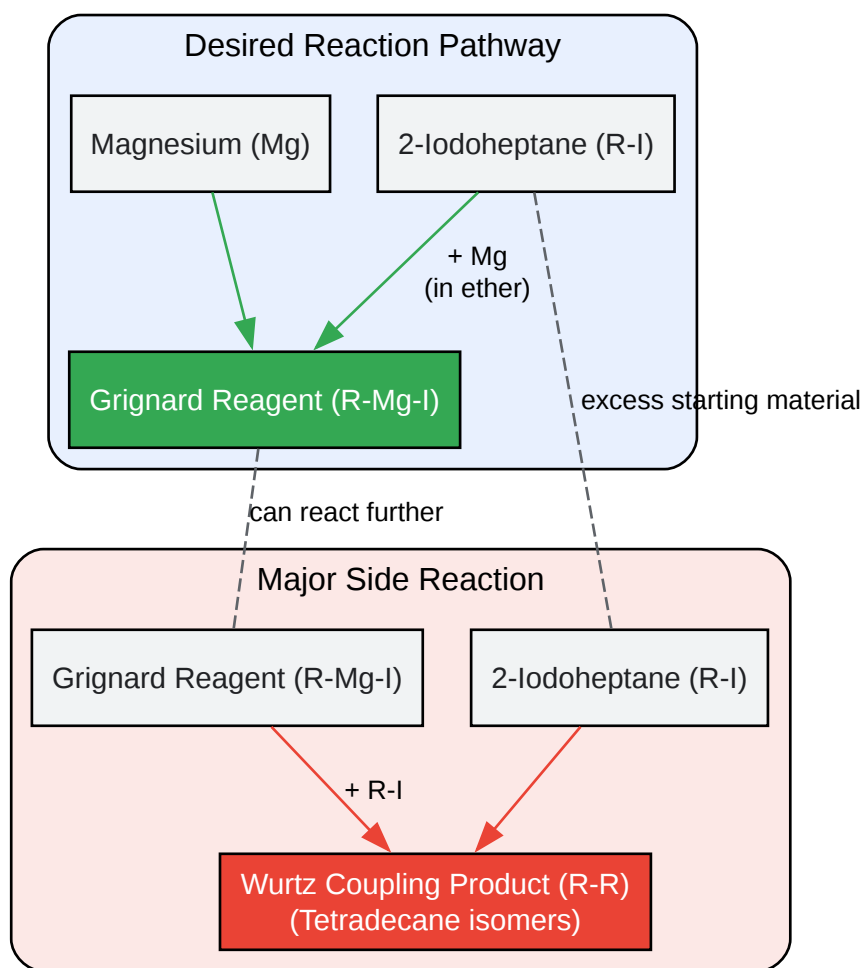 Desired Reaction Pathway
Magnesium (Mg)
2-Iodoheptane (R-I)
+ Mg
(in ether)
Grignard Reagent (R-Mg-I)
excess starting material
can react further
Major Side Reaction
Grignard Reagent (R-Mg-I)
2-Iodoheptane (R-I)
+ R-I
Wurtz Coupling Product (R-R)
(Tetradecane isomers)